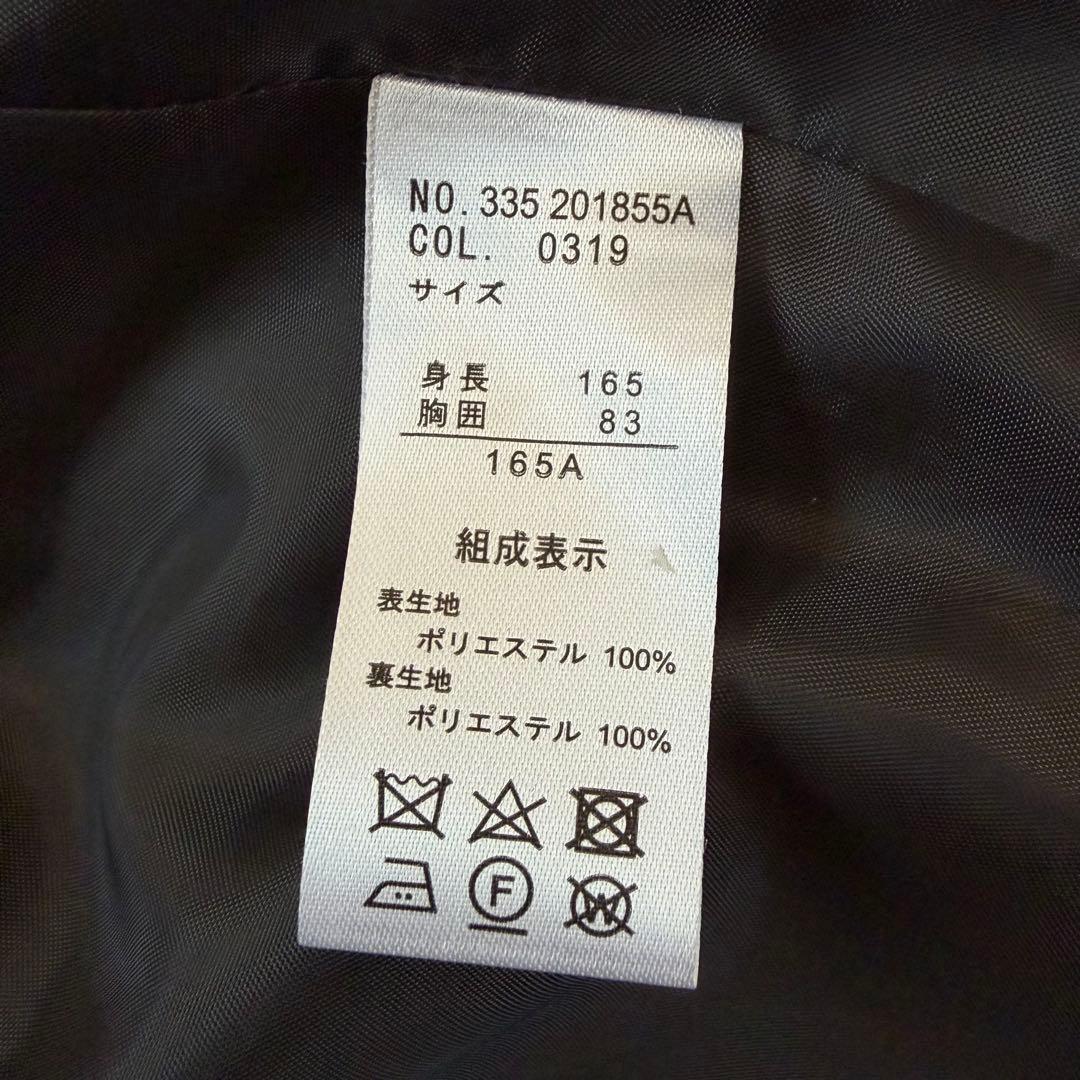 NO. 335 201855A
COL. 0319
サイズ
身長 165
胸囲 83
165A
組成表示
表生地
ポリエステル 100%
裏生地
ポリエステル 100%
F W